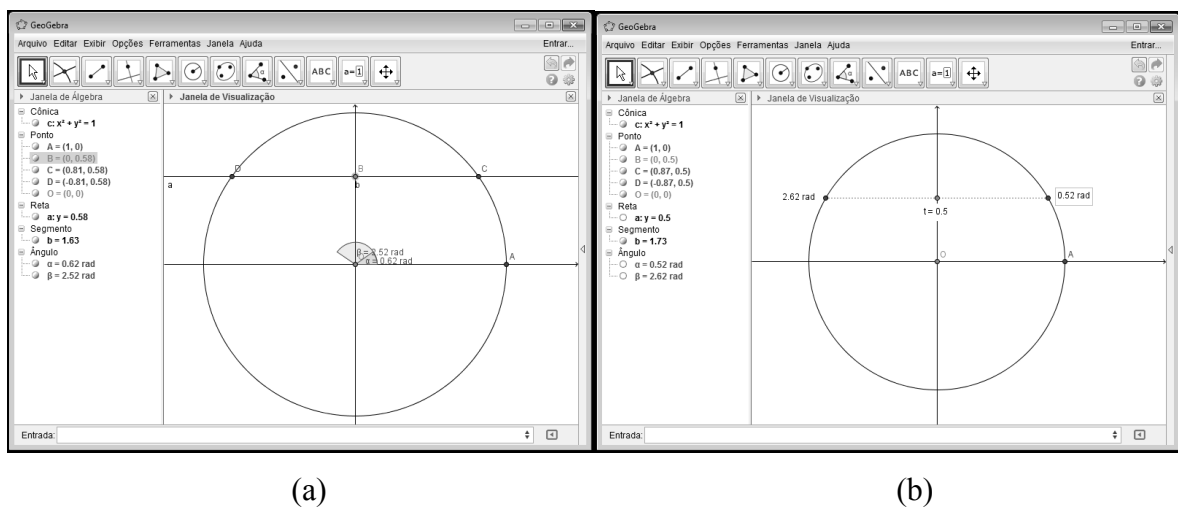 GeoGebra
Arquivo Editar Exibir Opções Ferramentas Janela Ajuda
Entrar...
ABC
a=1
Janela de Álgebra
Janela de Visualização
Cônica
c: x² + y² = 1
Ponto
A = (1, 0)
B = (0, 0.58)
C = (0.81, 0.58)
D = (-0.81, 0.58)
O = (0, 0)
Reta
a: y = 0.58
Segmento
b = 1.63
Ângulo
α = 0.62 rad
β = 2.52 rad
D
B
C
a
b
β = 2.52 rad
α = 0.62 rad
A
Entrada:
(a)
GeoGebra
Arquivo Editar Exibir Opções Ferramentas Janela Ajuda
Entrar...
ABC
a=1
Janela de Álgebra
Janela de Visualização
Cônica
c: x² + y² = 1
Ponto
A = (1, 0)
B = (0, 0.5)
C = (0.87, 0.5)
D = (-0.87, 0.5)
O = (0, 0)
Reta
a: y = 0.5
Segmento
b = 1.73
Ângulo
α = 0.52 rad
β = 2.62 rad
2.62 rad
0.52 rad
t = 0.5
O
A
Entrada:
(b)